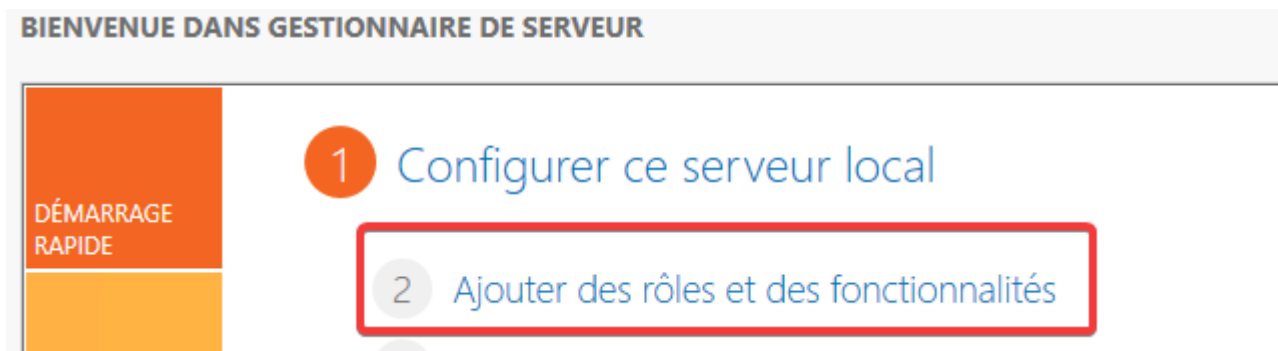 BIENVENUE DANS GESTIONNAIRE DE SERVEUR
1 Configurer ce serveur local
DÉMARRAGE
RAPIDE
2 Ajouter des rôles et des fonctionnalités